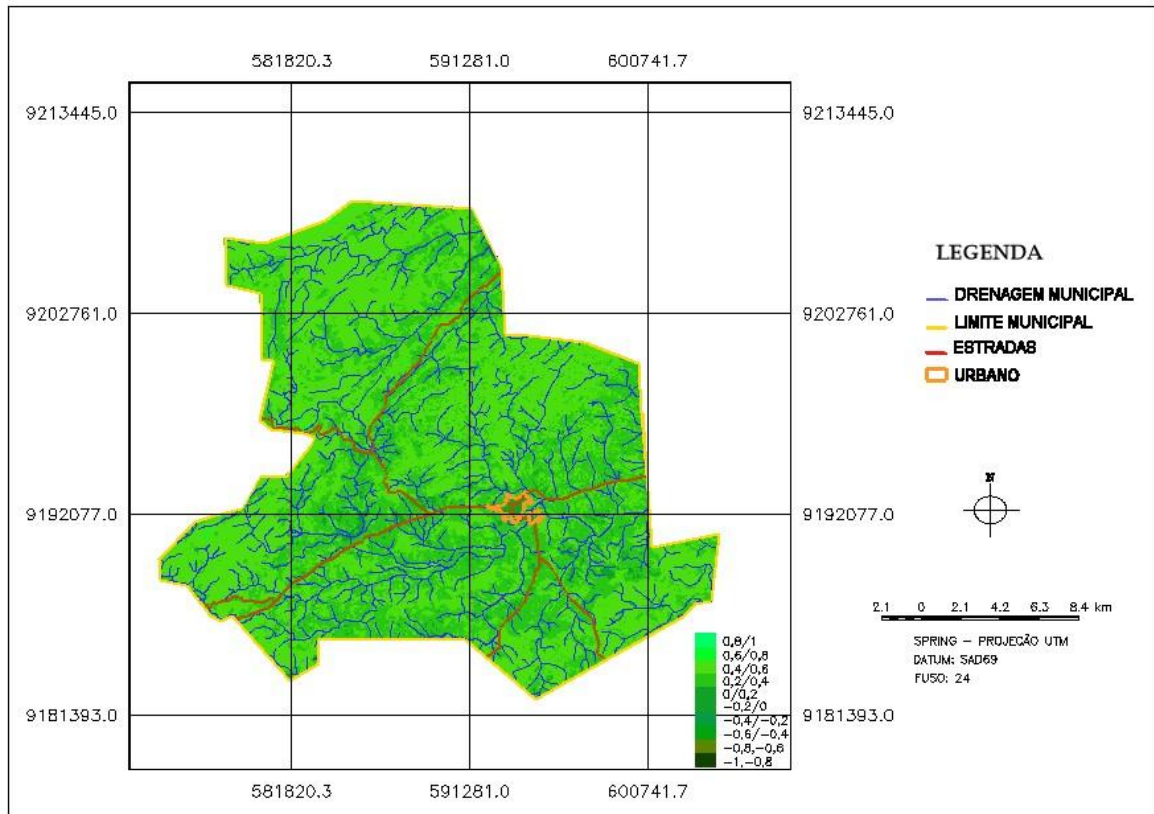 581820.3 591281.0 600741.7
9213445.0 9213445.0
LEGENDA
DRENAGEM MUNICIPAL
9202761.0 9202761.0
LIMITE MUNICIPAL
ESTRADAS
URBANO
N
9192077.0 9192077.0
2.1 0 2.1 4.2 6.3 8.4 km
SPRING - PROJEÇÃO UTM
DATUM: SAD69
FUSO: 24
0,8/1
0,6/0,8
0,4/0,6
0,2/0,4
0/0,2
-0,2/0
-0,4/-0,2
-0,6/-0,4
-0,8,-0,6
-1,-0,8
9181393.0 9181393.0
581820.3 591281.0 600741.7